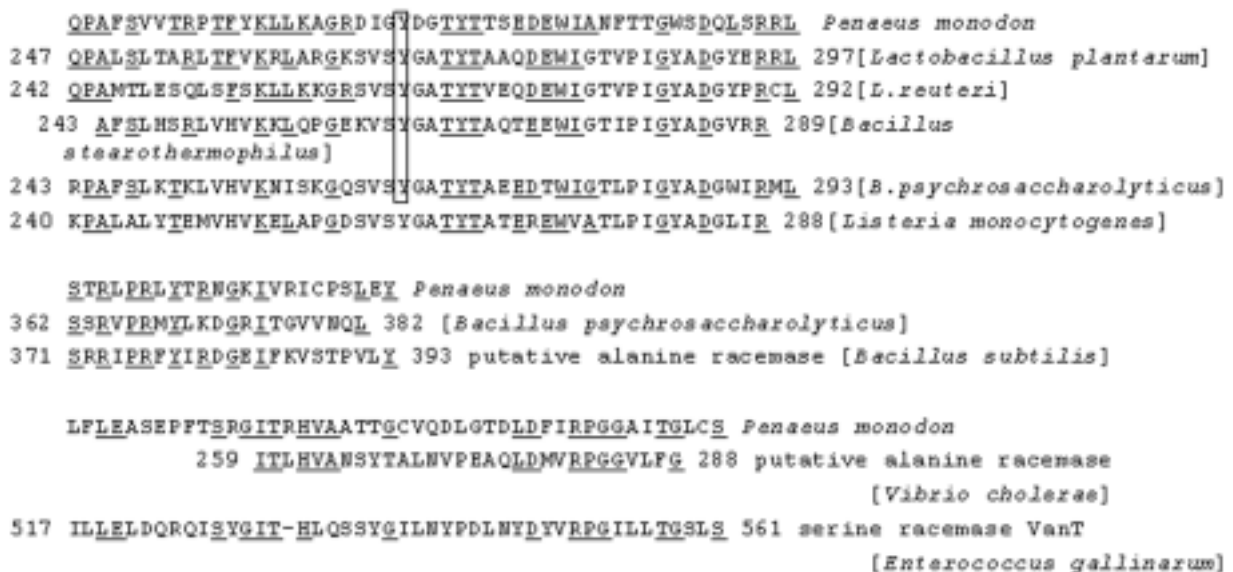 QPAFSVVTRPTFYKLLKAGRDIGYDGTYTTSEDEWIANFTTGWSDQLSRRL Penaeus monodon
247 QPALSLTARLTFVKRLARGKSVSYGATYTAAQDEWIGTVPIGYADGYERRL 297[Lactobacillus plantarum]
242 QPAMTLESQLSFSKLLKKGRSVSYGATYTVEQDEWIGTVPIGYADGYPRCL 292[L.reuteri]
243 AFSLHSRLVHVKKLQPGEKVSYGATYTAQTEEWIGTIPIGYADGVRR 289[Bacillus
stearothermophilus]
243 RPAFSLKTKLVHVKNISKGQSVSYGATYTAEEDTWIGTLPIGYADGWIRML 293[B.psychrosaccharolyticus]
240 KPALALYTEMVHVKELAPGDSVSYGATYTATEREWVATLPIGYADGLIR 288[Listeria monocytogenes]
STRLPRLYTRNGKIVRICPSLEY Penaeus monodon
362 SSRVPRMYLKDGRITGVVNQL 382 [Bacillus psychrosaccharolyticus]
371 SRRIPRFYIRDGEIFKVSTPVLY 393 putative alanine racemase [Bacillus subtilis]
LFLEASEPFTSRGITRHVAATTGCVQDLGTDLDFIRPGGAITGLCS Penaeus monodon
259 ITLHVANSYTALNVPEAQLDMVRPGGVLFG 288 putative alanine racemase
[Vibrio cholerae]
517 ILLELDQRQISYGIT-HLQSSYGILNYPDLNYDYVRPGILLTGSLS 561 serine racemase VanT
[Enterococcus gallinarum]